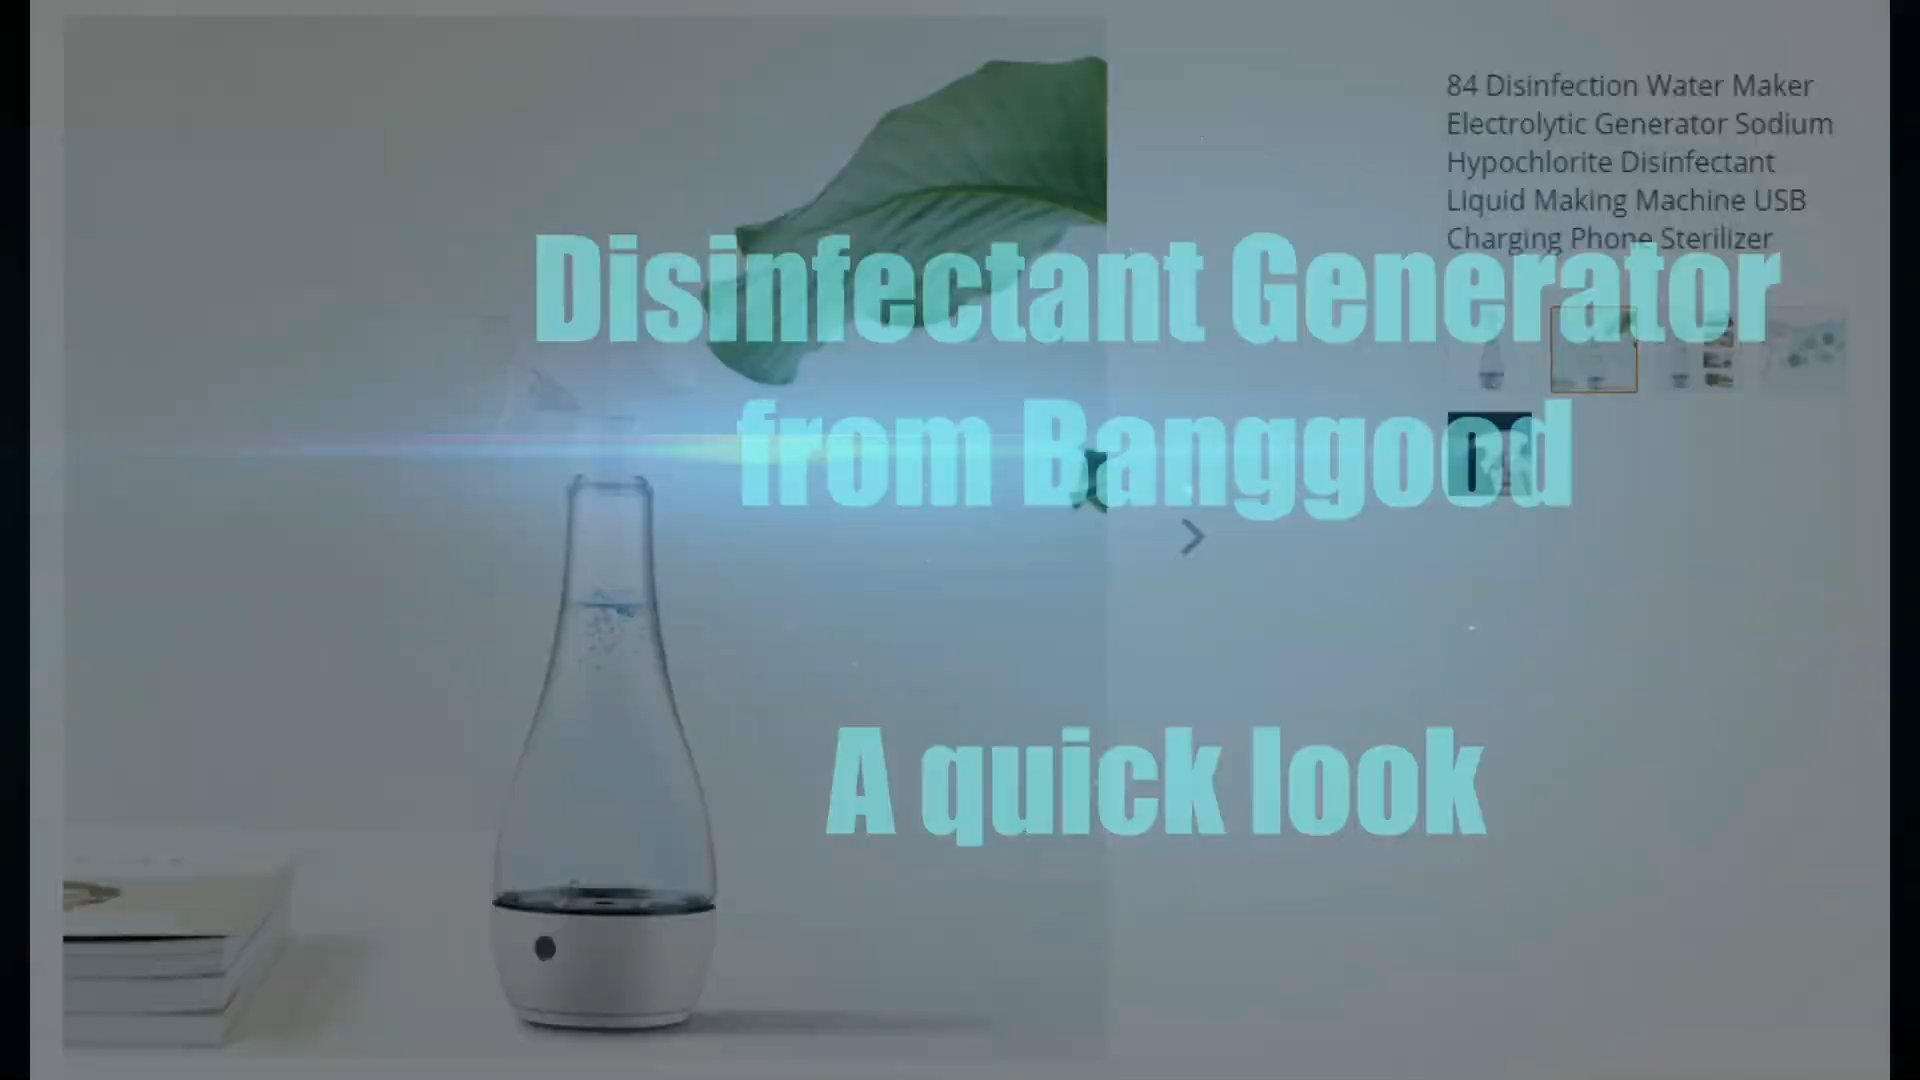 84 Disinfection Water Maker
Electrolytic Generator Sodium
Hypochlorite Disinfectant
Liquid Making Machine USB
Charging Phone Sterilizer
Disinfectant Generator
from Banggood
A quick look